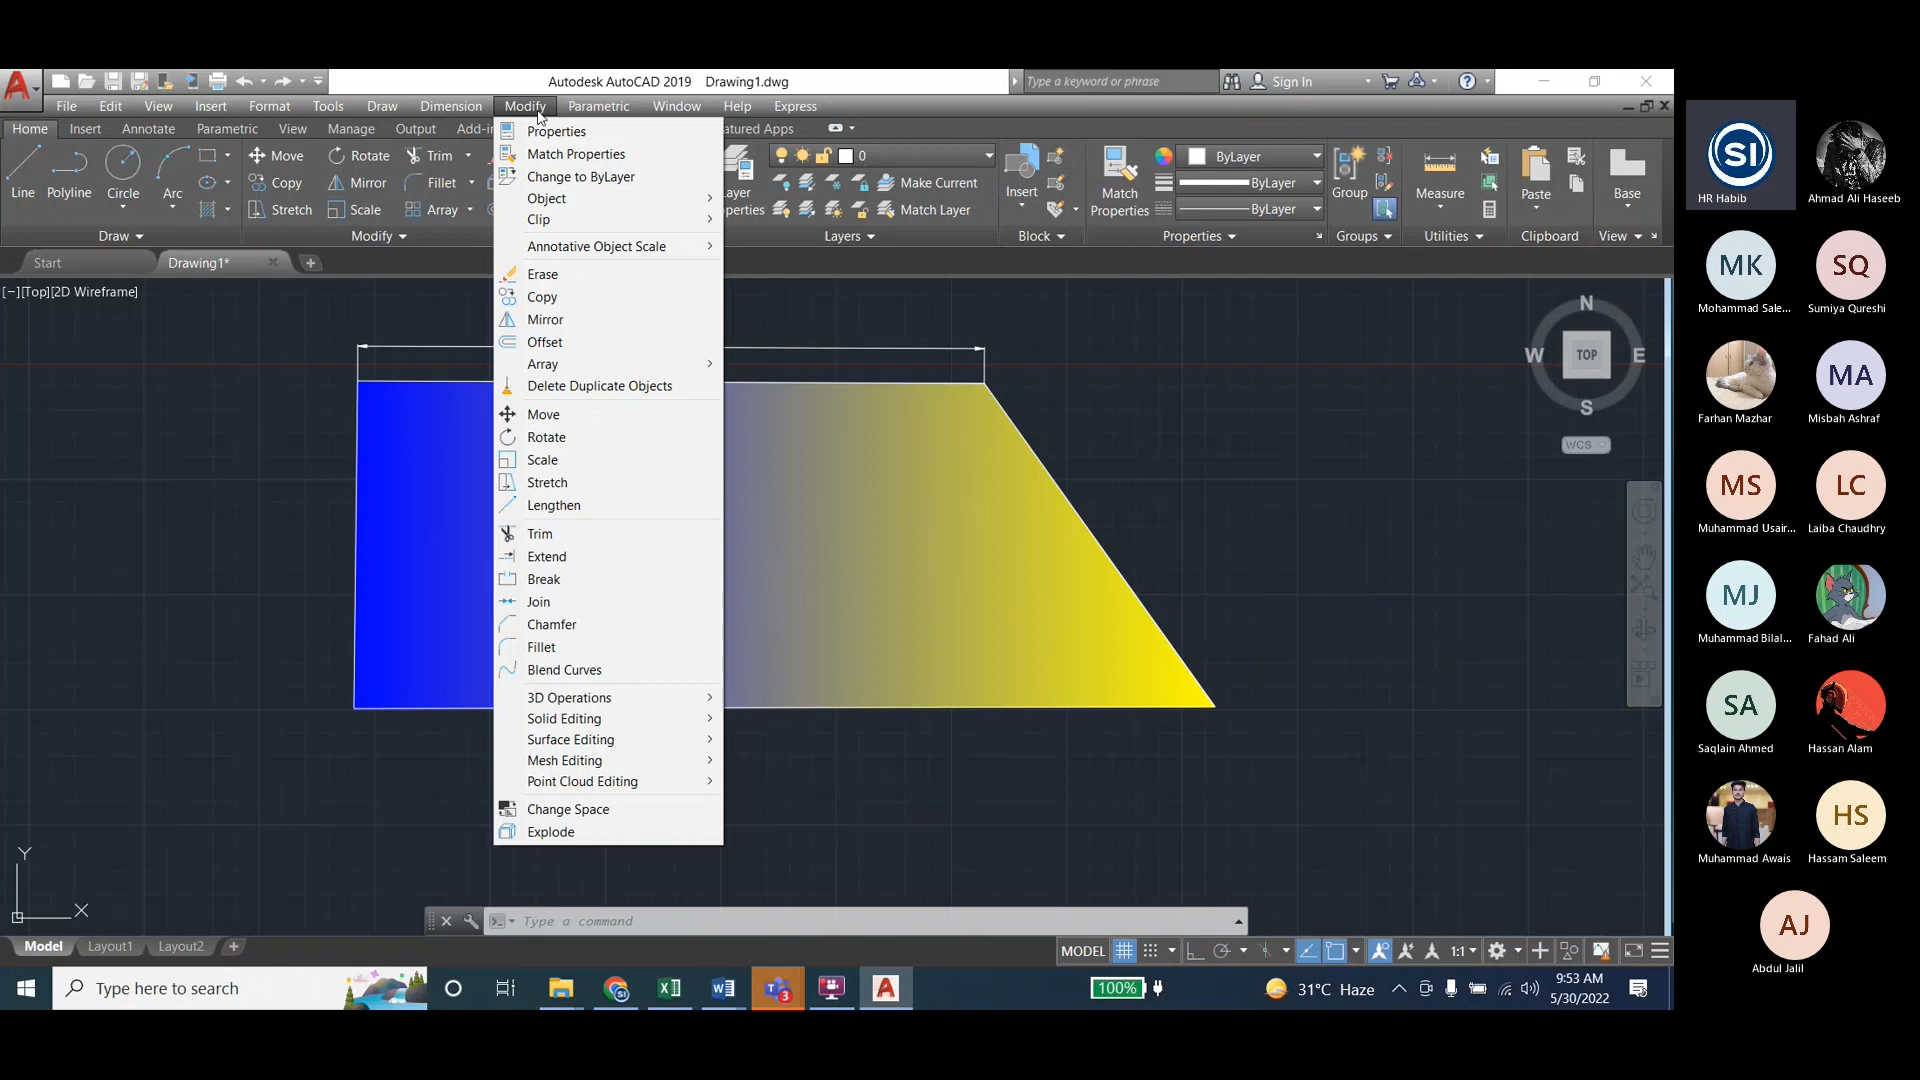 Autodesk AutoCAD 2019 Drawing1.dwg
Type a keyword or phrase
Sign In
File Edit View Insert Format Tools Draw Dimension Modify Parametric Window Help Express
Home Insert Annotate Parametric View Manage Output Add-in
atured Apps
Line
Polyline
Circle
Arc
Draw
Move
Copy
Stretch
Rotate
Mirror
Scale
Trim
Fillet
Array
Modify
Layer
perties
0
Make Current
Match Layer
Layers
Insert
Block
Match
Properties
ByLayer
ByLayer
ByLayer
Properties
Group
Groups
Measure
Utilities
Paste
Clipboard
Base
View
Start
Drawing1*
[−][Top][2D Wireframe]
Properties
Match Properties
Change to ByLayer
Object
Clip
Annotative Object Scale
Erase
Copy
Mirror
Offset
Array
Delete Duplicate Objects
Move
Rotate
Scale
Stretch
Lengthen
Trim
Extend
Break
Join
Chamfer
Fillet
Blend Curves
3D Operations
Solid Editing
Surface Editing
Mesh Editing
Point Cloud Editing
Change Space
Explode
N
W TOP E
S
WCS
Y
X
Type a command
Model Layout1 Layout2
MODEL
1:1
Type here to search
3
100%
31°C Haze
9:53 AM
5/30/2022
SI
HR Habib
Ahmad Ali Haseeb
MK
Mohammad Sale...
SQ
Sumiya Qureshi
Farhan Mazhar
MA
Misbah Ashraf
MS
Muhammad Usair...
LC
Laiba Chaudhry
MJ
Muhammad Bilal...
Fahad Ali
SA
Saqlain Ahmed
Hassan Alam
Muhammad Awais
HS
Hassam Saleem
AJ
Abdul Jalil